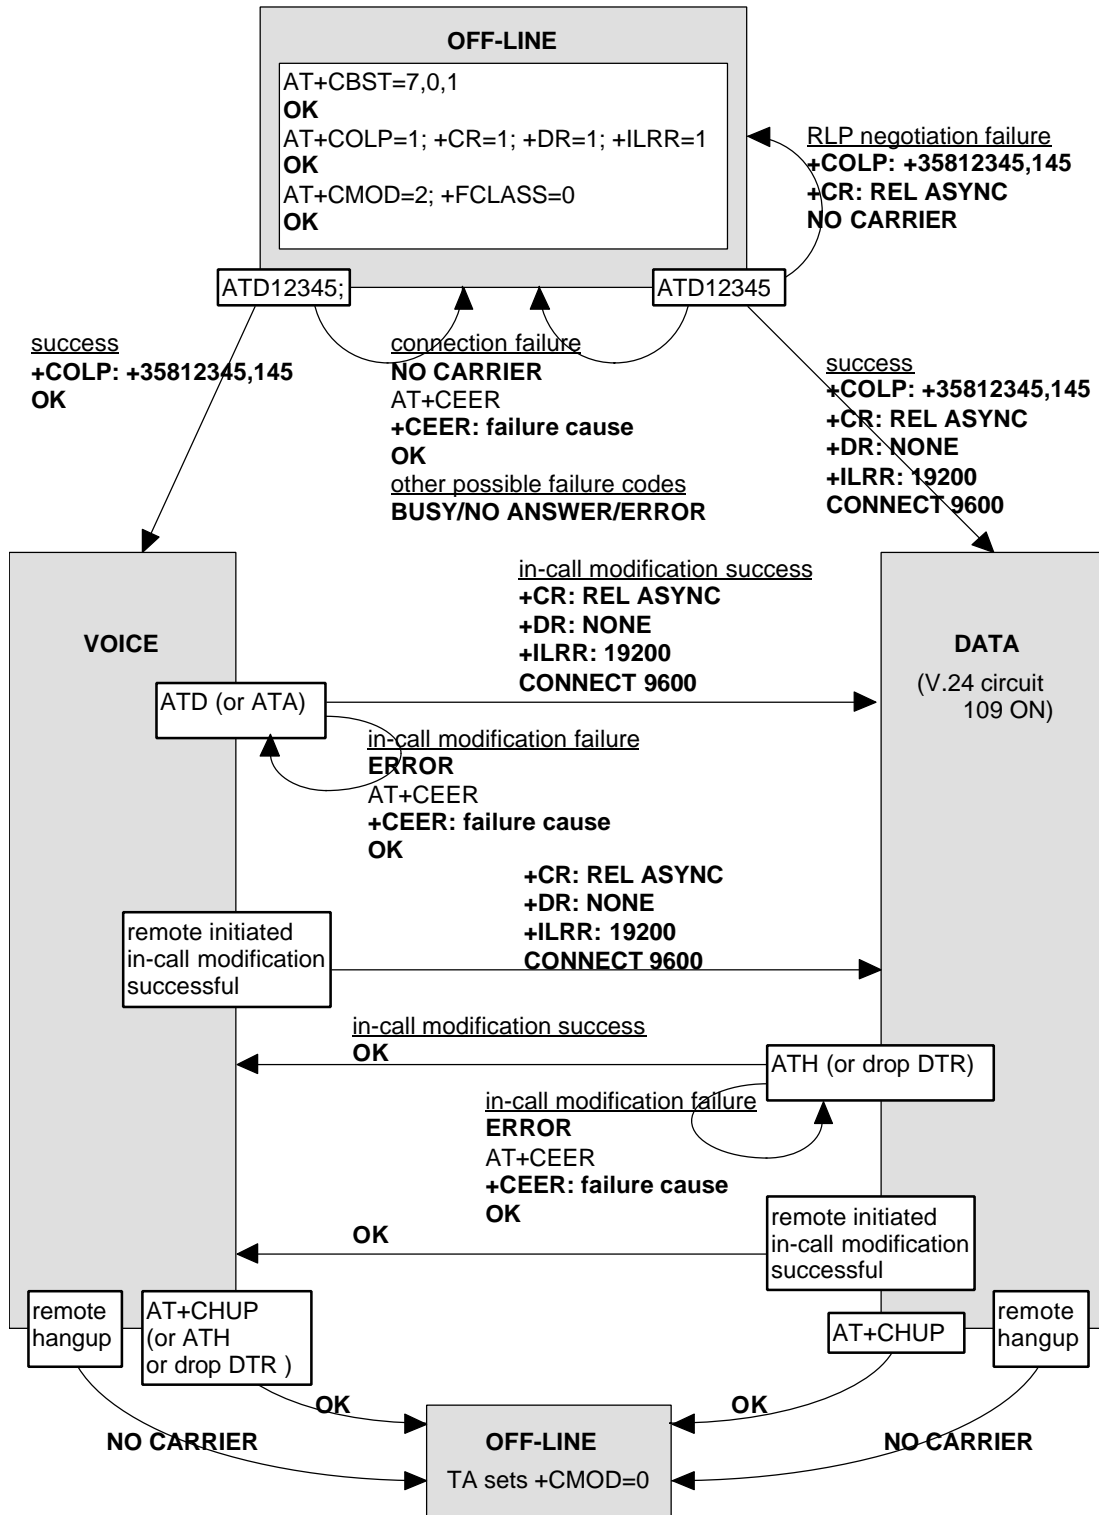 OFF-LINE
AT+CBST=7,0,1
OK
AT+COLP=1; +CR=1; +DR=1; +ILRR=1
OK
AT+CMOD=2; +FCLASS=0
OK
RLP negotiation failure
+COLP: +35812345,145
+CR: REL ASYNC
NO CARRIER
ATD12345;
ATD12345
success
+COLP: +35812345,145
OK
connection failure
NO CARRIER
AT+CEER
+CEER: failure cause
OK
other possible failure codes
BUSY/NO ANSWER/ERROR
success
+COLP: +35812345,145
+CR: REL ASYNC
+DR: NONE
+ILRR: 19200
CONNECT 9600
VOICE
DATA
(V.24 circuit
109 ON)
in-call modification success
+CR: REL ASYNC
+DR: NONE
+ILRR: 19200
CONNECT 9600
ATD (or ATA)
in-call modification failure
ERROR
AT+CEER
+CEER: failure cause
OK
+CR: REL ASYNC
+DR: NONE
+ILRR: 19200
CONNECT 9600
remote initiated
in-call modification
successful
in-call modification success
OK
ATH (or drop DTR)
in-call modification failure
ERROR
AT+CEER
+CEER: failure cause
OK
OK
remote initiated
in-call modification
successful
remote
hangup
AT+CHUP
(or ATH
or drop DTR )
AT+CHUP
remote
hangup
OK
OK
NO CARRIER
NO CARRIER
OFF-LINE
TA sets +CMOD=0